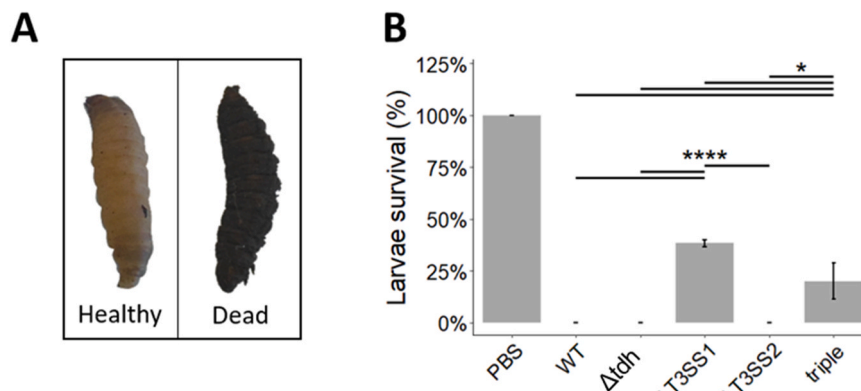 A
Healthy
Dead
B
Larvae survival (%)
125%
100%
75%
50%
25%
0%
*
****
PBS
WT
Δtdh
T3SS1
T3SS2
triple